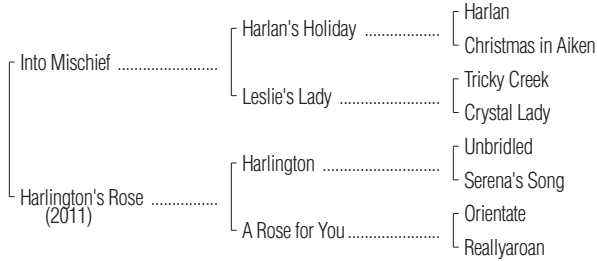 Harlan
Harlan's Holiday ..................
Christmas in Aiken
Into Mischief ........................
Tricky Creek
Leslie's Lady ........................
Crystal Lady
Unbridled
Harlington ............................
Serena's Song
Harlington's Rose ................
(2011)
Orientate
A Rose for You......................
Reallyaroan